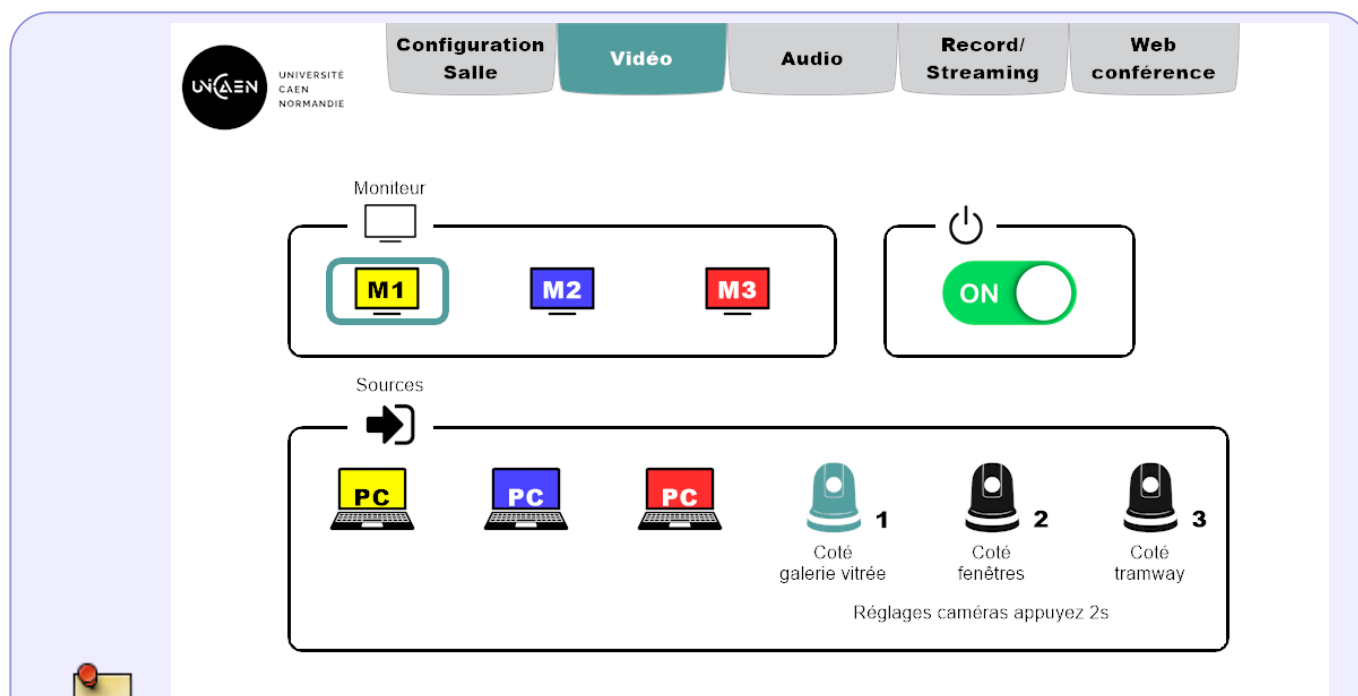 Configuration
Salle
Vidéo
Audio
Record/
Streaming
Web
conférence
UNICAEN
UNIVERSITÉ
CAEN
NORMANDIE
Moniteur
M1
M2
M3
ON
Sources
PC
PC
PC
1
2
3
Coté
galerie vitrée
Coté
fenêtres
Coté
tramway
Réglages caméras appuyez 2s